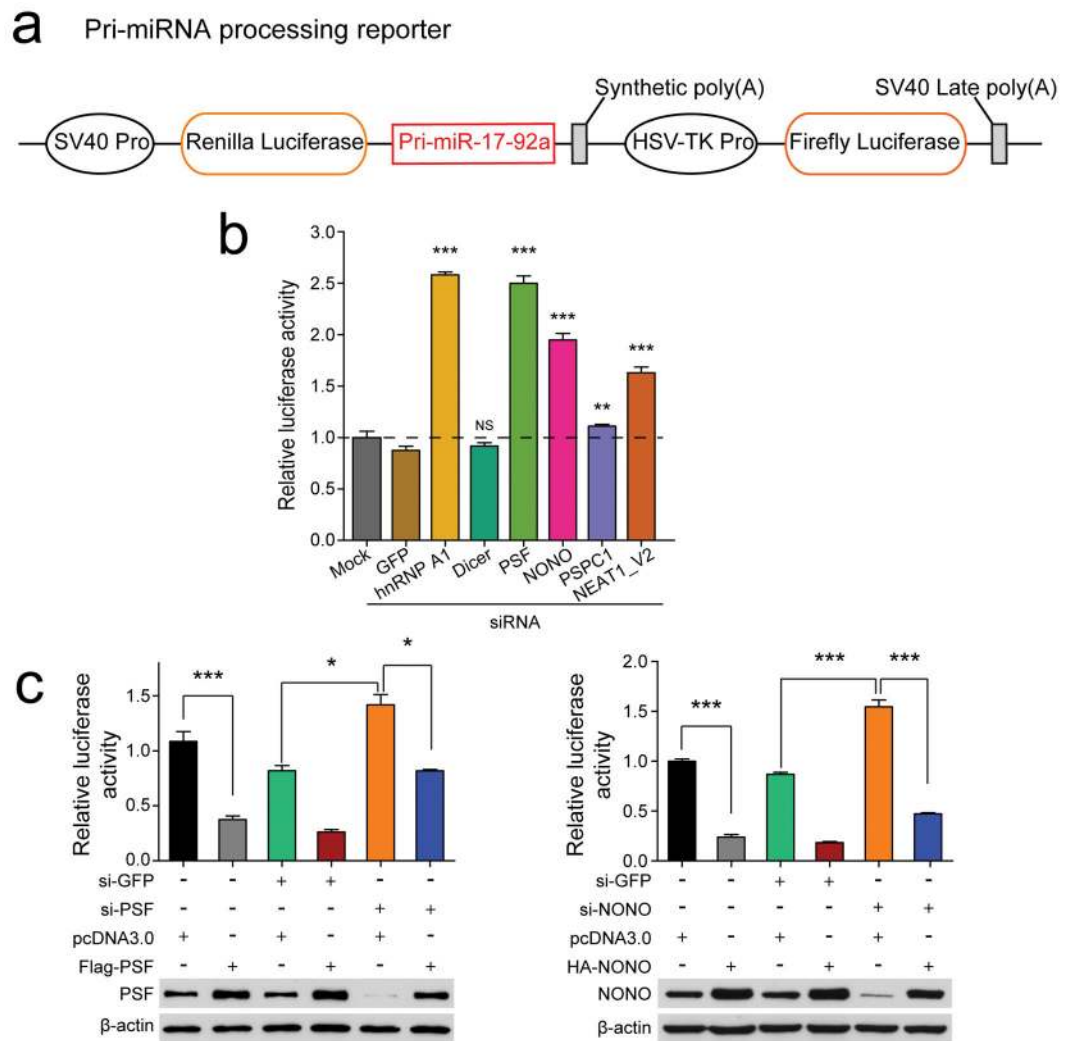 a Pri-miRNA processing reporter
Synthetic poly(A) SV40 Late poly(A)
SV40 Pro Renilla Luciferase Pri-miR-17-92a HSV-TK Pro Firefly Luciferase
b
Relative luciferase activity
3.0
2.5
2.0
1.5
1.0
0.5
0.0
*** NS *** *** ** ***
Mock GFP hnRNP A1 Dicer PSF NONO PSPC1 NEAT1_V2
siRNA
c
Relative luciferase activity
1.5
1.0
0.5
0.0
*** * *
si-GFP - - + + - -
si-PSF - - - - + +
pcDNA3.0 + - + - + -
Flag-PSF - + - + - +
PSF
β-actin
Relative luciferase activity
2.0
1.5
1.0
0.5
0.0
*** *** ***
si-GFP - - + + - -
si-NONO - - - - + +
pcDNA3.0 + - + - + -
HA-NONO - + - + - +
NONO
β-actin